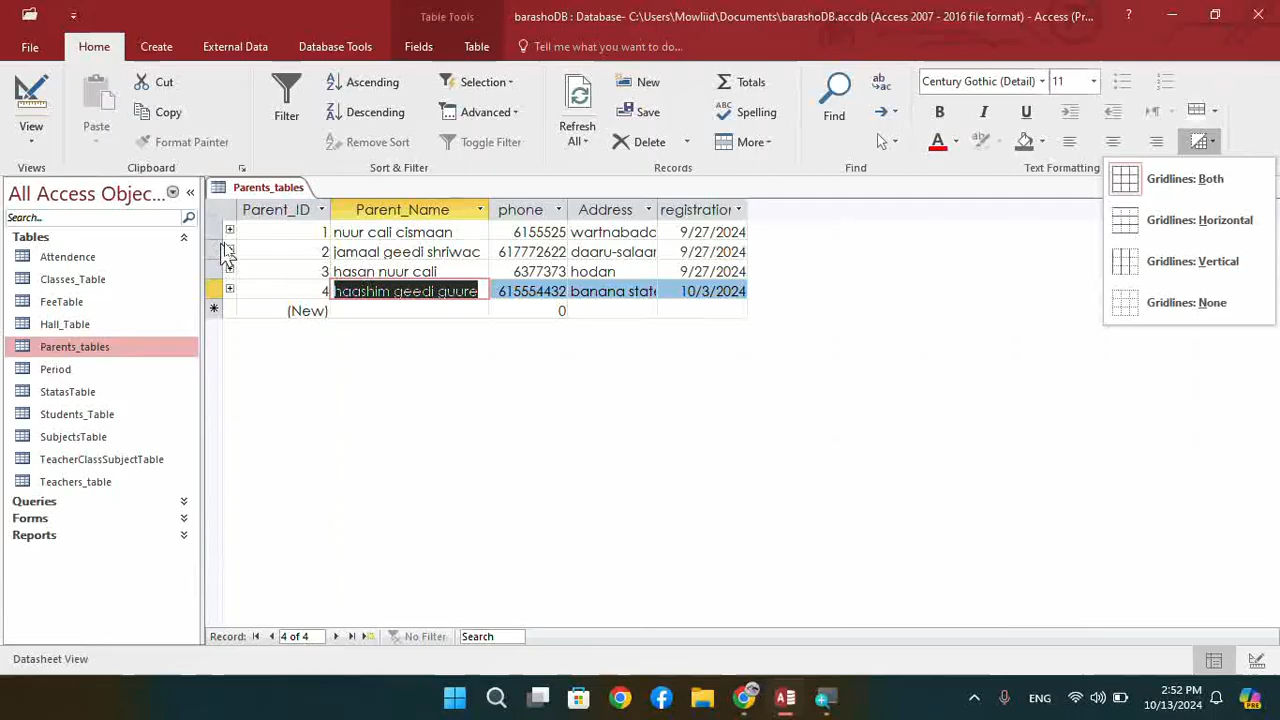 Table Tools
barashoDB : Database- C:\Users\Mowliid\Documents\barashoDB.accdb (Access 2007 - 2016 file format) - Access (Pr...
File Home Create External Data Database Tools Fields Table Tell me what you want to do...
View
Views
Paste
Cut
Copy
Format Painter
Clipboard
Filter
Ascending
Descending
Remove Sort
Selection
Advanced
Toggle Filter
Sort & Filter
Refresh All
New
Save
Delete
Totals
Spelling
More
Records
Find
Find
Century Gothic (Detail) 11
Text Formatting
Gridlines: Both
Gridlines: Horizontal
Gridlines: Vertical
Gridlines: None
All Access Objec...
Search...
Tables
Attendence
Classes_Table
FeeTable
Hall_Table
Parents_tables
Period
StatasTable
Students_Table
SubjectsTable
TeacherClassSubjectTable
Teachers_table
Queries
Forms
Reports
Parents_tables
Parent_ID Parent_Name phone Address registration
1 nuur cali cismaan 6155525 wartnabada 9/27/2024
2 jamaal geedi shriwac 617772622 daaru-salaar 9/27/2024
3 hasan nuur cali 6377373 hodan 9/27/2024
4 haashim geedi guure 615554432 banana state 10/3/2024
(New) 0
Record: 4 of 4 No Filter Search
Datasheet View
ENG
2:52 PM
10/13/2024
PRE